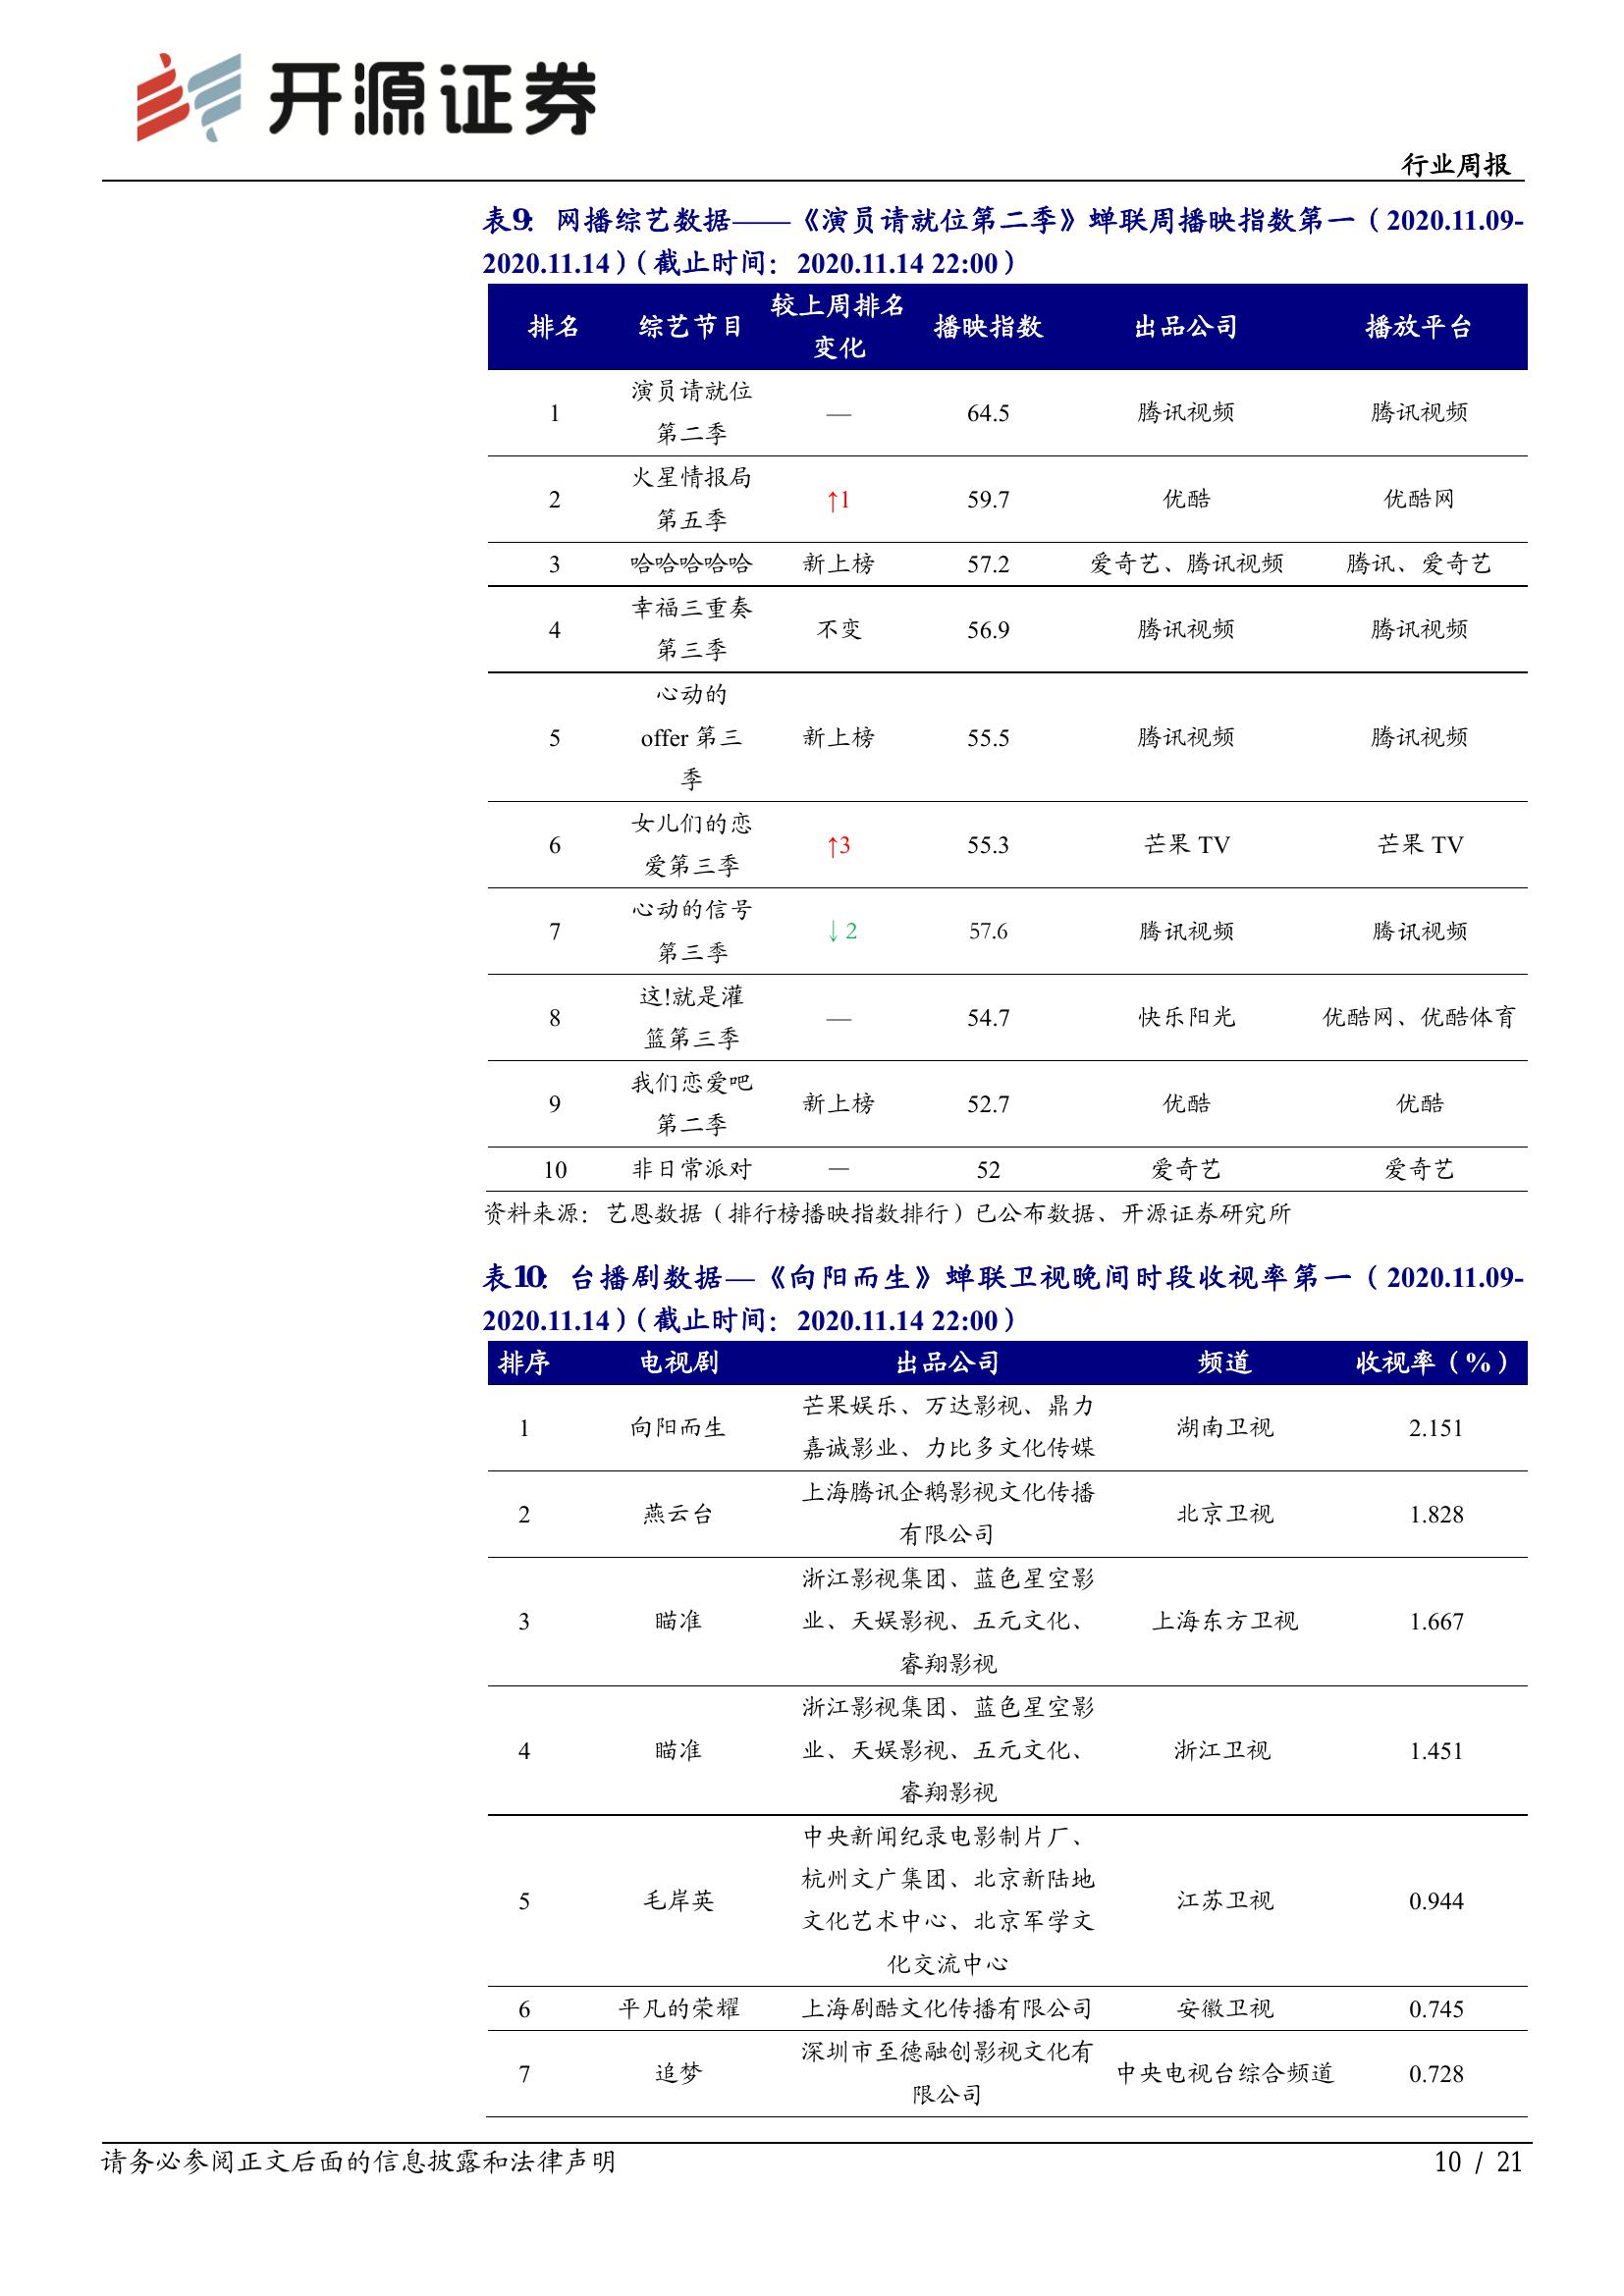 开源证券
行业周报
表9：网播综艺数据——《演员请就位第二季》蝉联周播映指数第一（2020.11.09-
2020.11.14）（截止时间：2020.11.14 22:00）
排名 综艺节目 较上周排名变化 播映指数 出品公司 播放平台
1 演员请就位第二季 — 64.5 腾讯视频 腾讯视频
2 火星情报局第五季 ↑1 59.7 优酷 优酷网
3 哈哈哈哈哈 新上榜 57.2 爱奇艺、腾讯视频 腾讯、爱奇艺
4 幸福三重奏第三季 不变 56.9 腾讯视频 腾讯视频
5 心动的offer 第三季 新上榜 55.5 腾讯视频 腾讯视频
6 女儿们的恋爱第三季 ↑3 55.3 芒果 TV 芒果 TV
7 心动的信号第三季 ↓2 57.6 腾讯视频 腾讯视频
8 这!就是灌篮第三季 — 54.7 快乐阳光 优酷网、优酷体育
9 我们恋爱吧第二季 新上榜 52.7 优酷 优酷
10 非日常派对 — 52 爱奇艺 爱奇艺
资料来源：艺恩数据（排行榜播映指数排行）已公布数据、开源证券研究所
表10：台播剧数据—《向阳而生》蝉联卫视晚间时段收视率第一（2020.11.09-
2020.11.14）（截止时间：2020.11.14 22:00）
排序 电视剧 出品公司 频道 收视率（%）
1 向阳而生 芒果娱乐、万达影视、鼎力嘉诚影业、力比多文化传媒 湖南卫视 2.151
2 燕云台 上海腾讯企鹅影视文化传播有限公司 北京卫视 1.828
3 瞄准 浙江影视集团、蓝色星空影业、天娱影视、五元文化、睿翔影视 上海东方卫视 1.667
4 瞄准 浙江影视集团、蓝色星空影业、天娱影视、五元文化、睿翔影视 浙江卫视 1.451
5 毛岸英 中央新闻纪录电影制片厂、杭州文广集团、北京新陆地文化艺术中心、北京军学文化交流中心 江苏卫视 0.944
6 平凡的荣耀 上海剧酷文化传播有限公司 安徽卫视 0.745
7 追梦 深圳市至德融创影视文化有限公司 中央电视台综合频道 0.728
请务必参阅正文后面的信息披露和法律声明
10 / 21